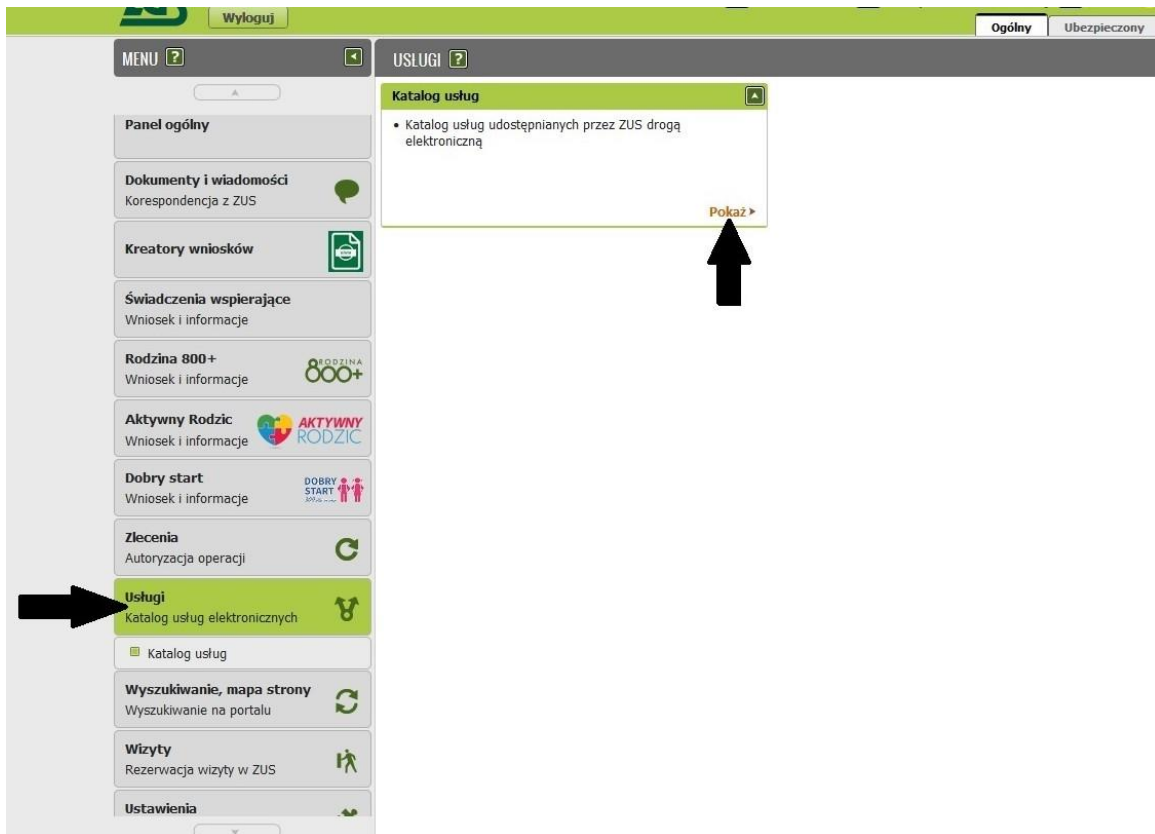 Wyloguj
Ogólny
Ubezpieczony
MENU ?
USŁUGI ?
Panel ogólny
Dokumenty i wiadomości
Korespondencja z ZUS
Kreatory wniosków
Świadczenia wspierające
Wniosek i informacje
Rodzina 800+
Wniosek i informacje
RODZINA
800+
Aktywny Rodzic
Wniosek i informacje
AKTYWNY
RODZIC
Dobry start
Wniosek i informacje
DOBRY
START
Zlecenia
Autoryzacja operacji
Usługi
Katalog usług elektronicznych
Katalog usług
Wyszukiwanie, mapa strony
Wyszukiwanie na portalu
Wizyty
Rezerwacja wizyty w ZUS
Ustawienia
Katalog usług
• Katalog usług udostępnianych przez ZUS drogą
elektroniczną
Pokaż